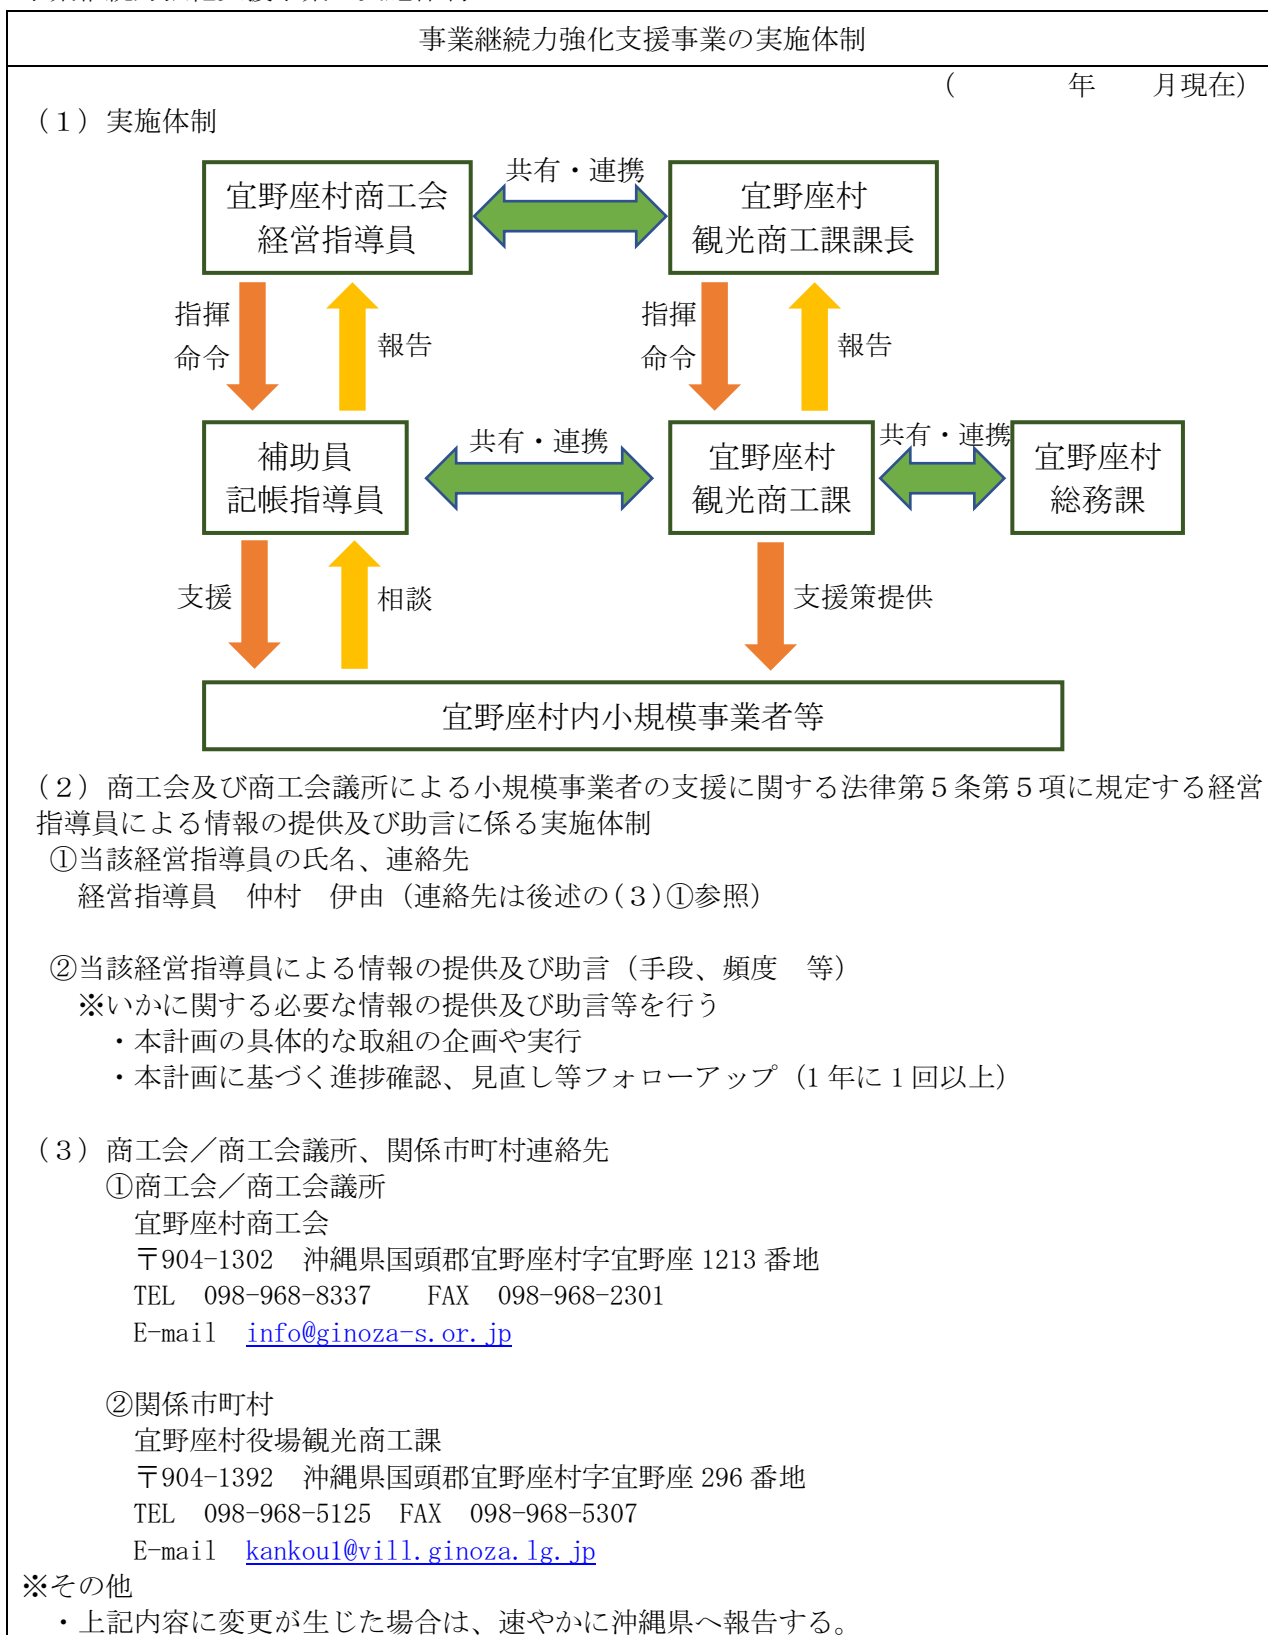 事業継続力強化支援事業の実施体制
(　　　　年　　月現在)
(1) 実施体制
共有・連携
宜野座村商工会
経営指導員
宜野座村
観光商工課課長
指揮
命令
報告
指揮
命令
報告
補助員
記帳指導員
共有・連携
宜野座村
観光商工課
共有・連携
宜野座村
総務課
支援
相談
支援策提供
宜野座村内小規模事業者等
(2) 商工会及び商工会議所による小規模事業者の支援に関する法律第5条第5項に規定する経営
指導員による情報の提供及び助言に係る実施体制
①当該経営指導員の氏名、連絡先
経営指導員　仲村　伊由 (連絡先は後述の(3)①参照)
②当該経営指導員による情報の提供及び助言 (手段、頻度　等)
※いかに関する必要な情報の提供及び助言等を行う
・本計画の具体的な取組の企画や実行
・本計画に基づく進捗確認、見直し等フォローアップ (1年に1回以上)
(3) 商工会／商工会議所、関係市町村連絡先
①商工会／商工会議所
宜野座村商工会
〒904-1302　沖縄県国頭郡宜野座村字宜野座 1213 番地
TEL　098-968-8337　　FAX　098-968-2301
E-mail　info@ginoza-s.or.jp
②関係市町村
宜野座村役場観光商工課
〒904-1392　沖縄県国頭郡宜野座村字宜野座 296 番地
TEL　098-968-5125　FAX　098-968-5307
E-mail　kankou1@vill.ginoza.lg.jp
※その他
・上記内容に変更が生じた場合は、速やかに沖縄県へ報告する。